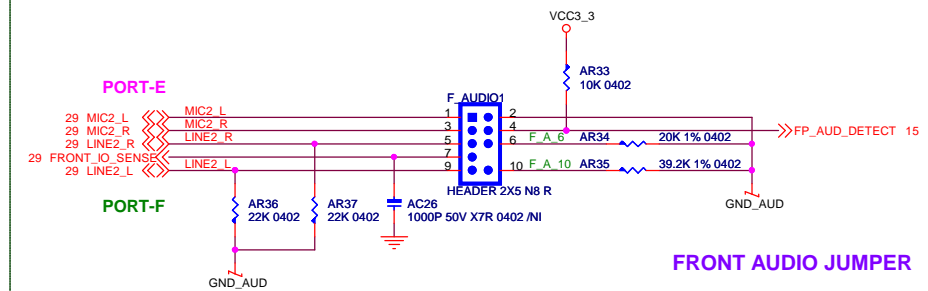 VCC3_3
AR33
10K 0402
PORT-E
F_AUDIO1
29 MIC2_L MIC2_L 1 2
29 MIC2_R MIC2_R 3 4 FP_AUD_DETECT 15
29 LINE2_R LINE2_R 5 6 F_A_6 AR34 20K 1% 0402
29 FRONT_IO_SENSE 7
29 LINE2_L LINE2_L 9 10 F_A_10 AR35 39.2K 1% 0402
HEADER 2X5 N8 R
PORT-F
AR36
22K 0402
AR37
22K 0402
AC26
1000P 50V X7R 0402 /NI
GND_AUD
GND_AUD
FRONT AUDIO JUMPER